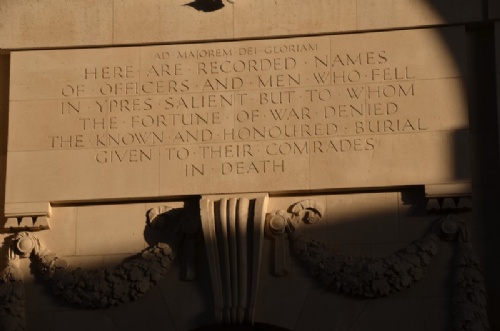 AD MAJOREM DEI GLORIAM
HERE · ARE · RECORDED · NAMES
OF · OFFICERS · AND · MEN · WHO · FELL
IN · YPRES · SALIENT · BUT · TO · WHOM
THE · FORTUNE · OF · WAR · DENIED
THE · KNOWN · AND · HONOURED · BURIAL
GIVEN · TO · THEIR · COMRADES
IN · DEATH